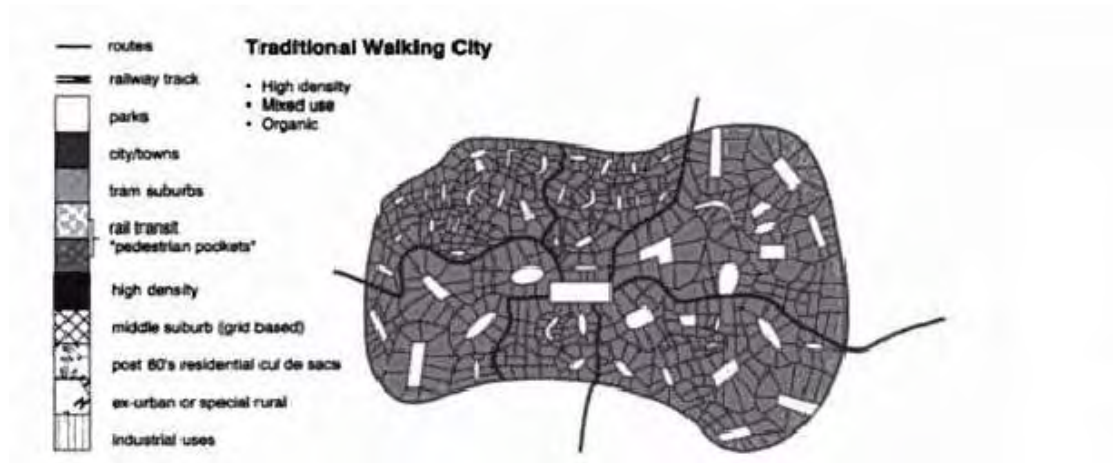 routes
railway track
parks
city/towns
tram suburbs
rail transit
"pedestrian pockets"
high density
middle suburb (grid based)
post 60's residential cul de sacs
ex-urban or special rural
industrial uses
Traditional Walking City
• High density
• Mixed use
• Organic